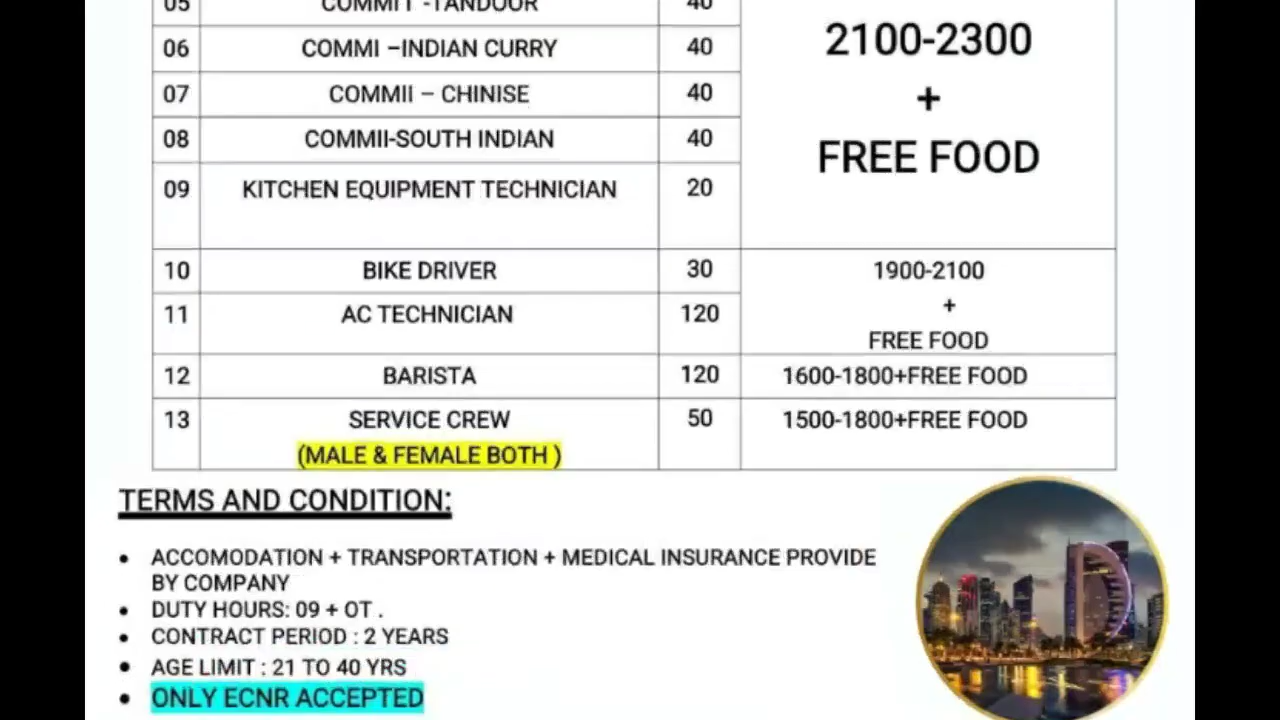 05 COMMI -TANDOOR 40
06 COMMI –INDIAN CURRY 40
2100-2300
+
FREE FOOD
07 COMMII – CHINISE 40
08 COMMII-SOUTH INDIAN 40
09 KITCHEN EQUIPMENT TECHNICIAN 20
10 BIKE DRIVER 30 1900-2100
+
11 AC TECHNICIAN 120
FREE FOOD
12 BARISTA 120 1600-1800+FREE FOOD
13 SERVICE CREW 50 1500-1800+FREE FOOD
(MALE & FEMALE BOTH )
TERMS AND CONDITION:
• ACCOMODATION + TRANSPORTATION + MEDICAL INSURANCE PROVIDE
BY COMPANY
• DUTY HOURS: 09 + OT .
• CONTRACT PERIOD : 2 YEARS
• AGE LIMIT : 21 TO 40 YRS
• ONLY ECNR ACCEPTED